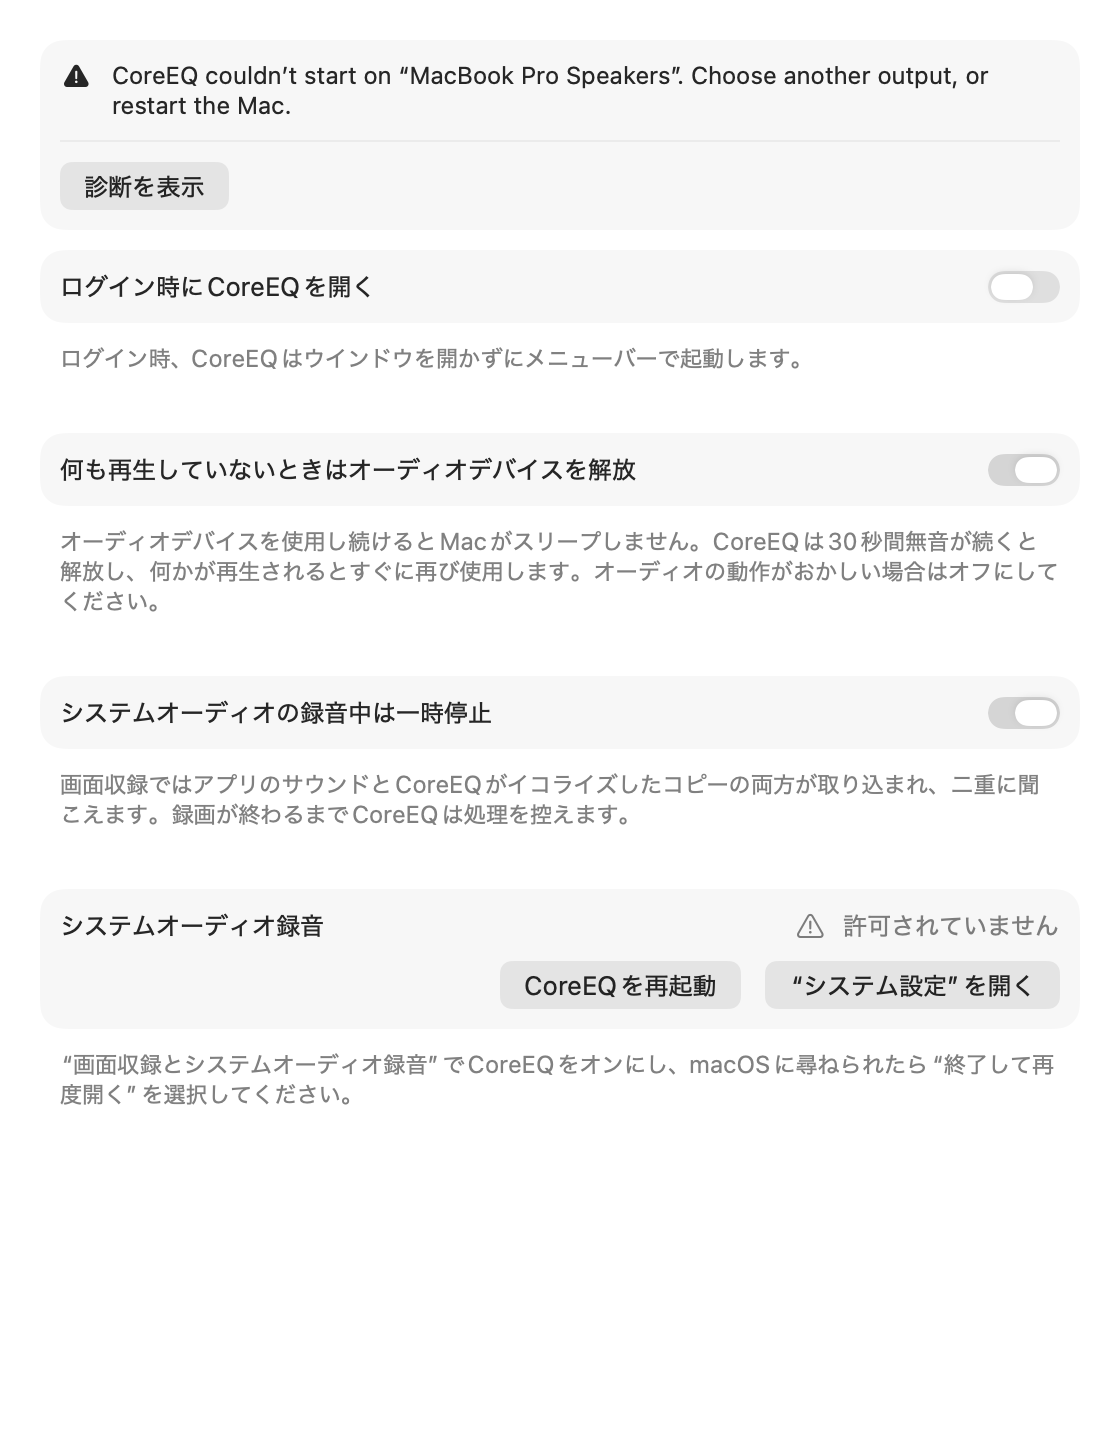 CoreEQ couldn’t start on “MacBook Pro Speakers”. Choose another output, or
restart the Mac.
診断を表示
ログイン時にCoreEQを開く
ログイン時、CoreEQはウインドウを開かずにメニューバーで起動します。
何も再生していないときはオーディオデバイスを解放
オーディオデバイスを使用し続けるとMacがスリープしません。CoreEQは30秒間無音が続くと
解放し、何かが再生されるとすぐに再び使用します。オーディオの動作がおかしい場合はオフにして
ください。
システムオーディオの録音中は一時停止
画面収録ではアプリのサウンドとCoreEQがイコライズしたコピーの両方が取り込まれ、二重に聞
こえます。録画が終わるまでCoreEQは処理を控えます。
システムオーディオ録音
許可されていません
CoreEQを再起動
“システム設定”を開く
“画面収録とシステムオーディオ録音”でCoreEQをオンにし、macOSに尋ねられたら“終了して再
度開く”を選択してください。